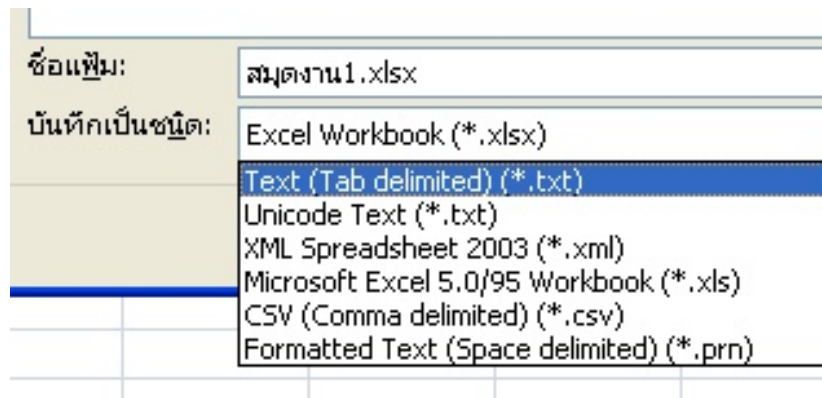 ชื่อแฟ้ม: สมุดงาน1.xlsx
บันทึกเป็นชนิด: Excel Workbook (*.xlsx)
Text (Tab delimited) (*.txt)
Unicode Text (*.txt)
XML Spreadsheet 2003 (*.xml)
Microsoft Excel 5.0/95 Workbook (*.xls)
CSV (Comma delimited) (*.csv)
Formatted Text (Space delimited) (*.prn)